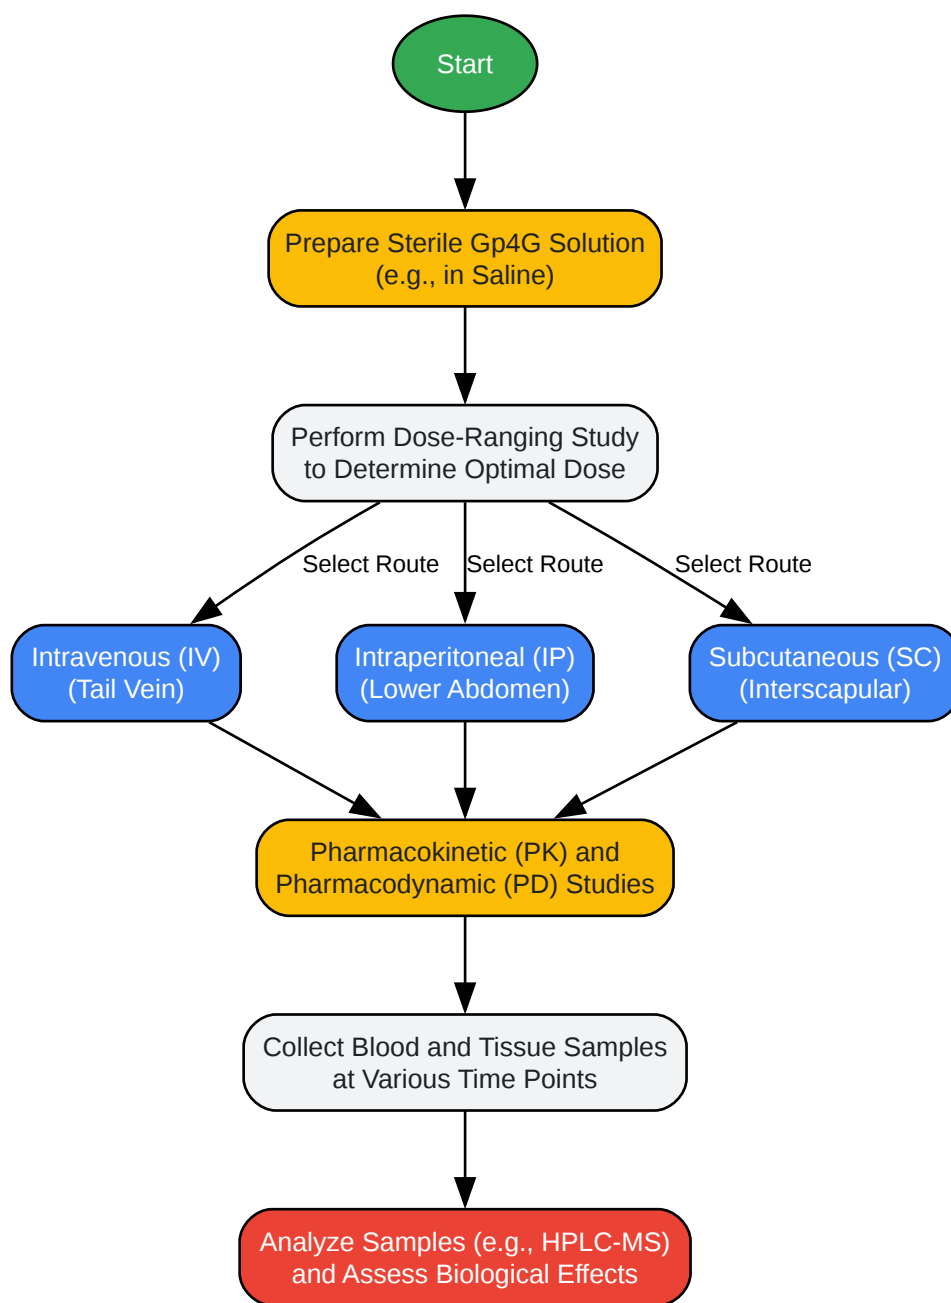 Start
Prepare Sterile Gp4G Solution
(e.g., in Saline)
Perform Dose-Ranging Study
to Determine Optimal Dose
Select Route
Select Route
Select Route
Intravenous (IV)
(Tail Vein)
Intraperitoneal (IP)
(Lower Abdomen)
Subcutaneous (SC)
(Interscapular)
Pharmacokinetic (PK) and
Pharmacodynamic (PD) Studies
Collect Blood and Tissue Samples
at Various Time Points
Analyze Samples (e.g., HPLC-MS)
and Assess Biological Effects